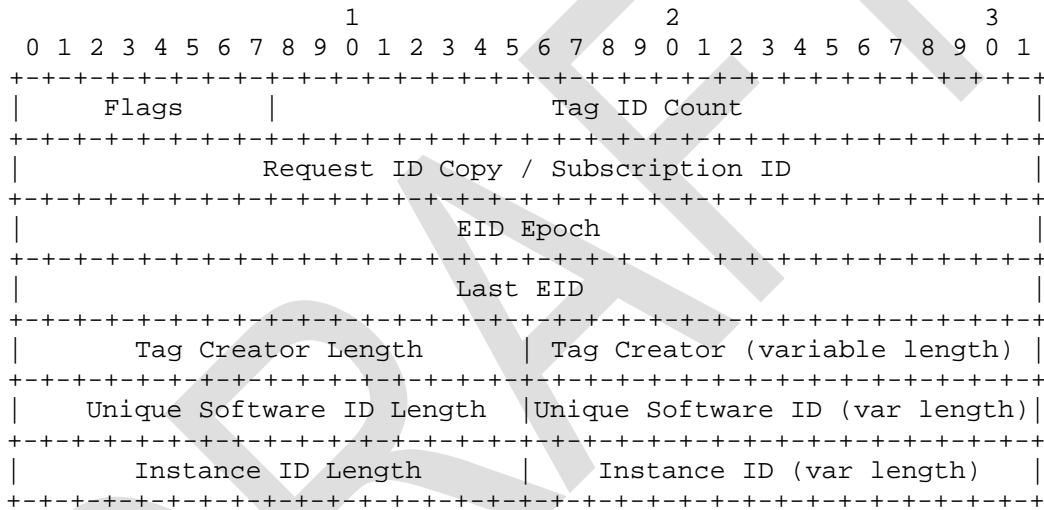 1                   2                   3
 0 1 2 3 4 5 6 7 8 9 0 1 2 3 4 5 6 7 8 9 0 1 2 3 4 5 6 7 8 9 0 1
+-+-+-+-+-+-+-+-+-+-+-+-+-+-+-+-+-+-+-+-+-+-+-+-+-+-+-+-+-+-+-+-+
|     Flags     |                 Tag ID Count                  |
+-+-+-+-+-+-+-+-+-+-+-+-+-+-+-+-+-+-+-+-+-+-+-+-+-+-+-+-+-+-+-+-+
|               Request ID Copy / Subscription ID               |
+-+-+-+-+-+-+-+-+-+-+-+-+-+-+-+-+-+-+-+-+-+-+-+-+-+-+-+-+-+-+-+-+
|                           EID Epoch                           |
+-+-+-+-+-+-+-+-+-+-+-+-+-+-+-+-+-+-+-+-+-+-+-+-+-+-+-+-+-+-+-+-+
|                           Last EID                            |
+-+-+-+-+-+-+-+-+-+-+-+-+-+-+-+-+-+-+-+-+-+-+-+-+-+-+-+-+-+-+-+-+
|       Tag Creator Length      | Tag Creator (variable length) |
+-+-+-+-+-+-+-+-+-+-+-+-+-+-+-+-+-+-+-+-+-+-+-+-+-+-+-+-+-+-+-+-+
|    Unique Software ID Length  |Unique Software ID (var length)|
+-+-+-+-+-+-+-+-+-+-+-+-+-+-+-+-+-+-+-+-+-+-+-+-+-+-+-+-+-+-+-+-+
|       Instance ID Length      |    Instance ID (var length)   |
+-+-+-+-+-+-+-+-+-+-+-+-+-+-+-+-+-+-+-+-+-+-+-+-+-+-+-+-+-+-+-+-+